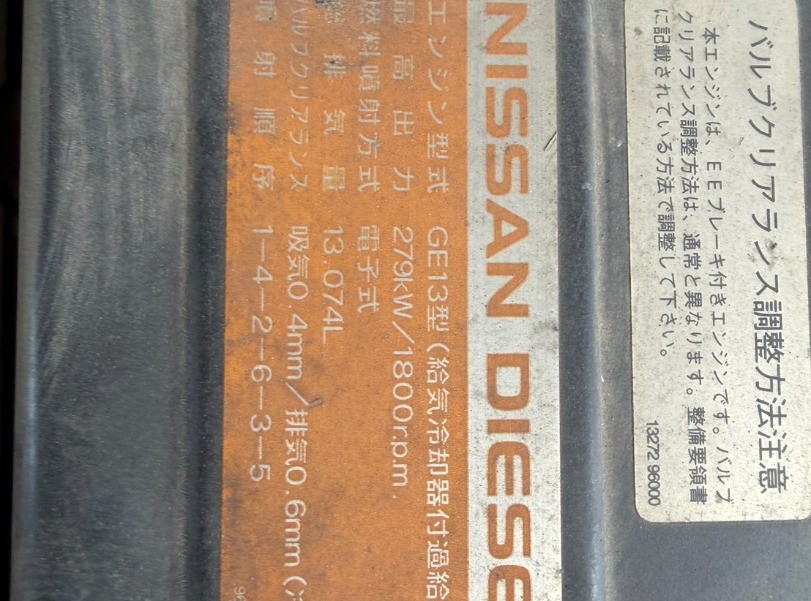 バルブクリアランス調整方法注意
本エンジンは、EEブレーキ付きエンジンです。バルブ
クリアランス調整方法は、通常と異なります。整備要領書
に記載されている方法で調整して下さい。
13272 96000
NISSAN DIESE
エンジン型式 GE13型(給気冷却器付過給
最高出力 279kW/1800r.p.m.
燃料噴射方式 電子式
総排気量 13.074L
バルブクリアランス 吸気0.4mm/排気0.6mm(冷
噴射順序 1-4-2-6-3-5